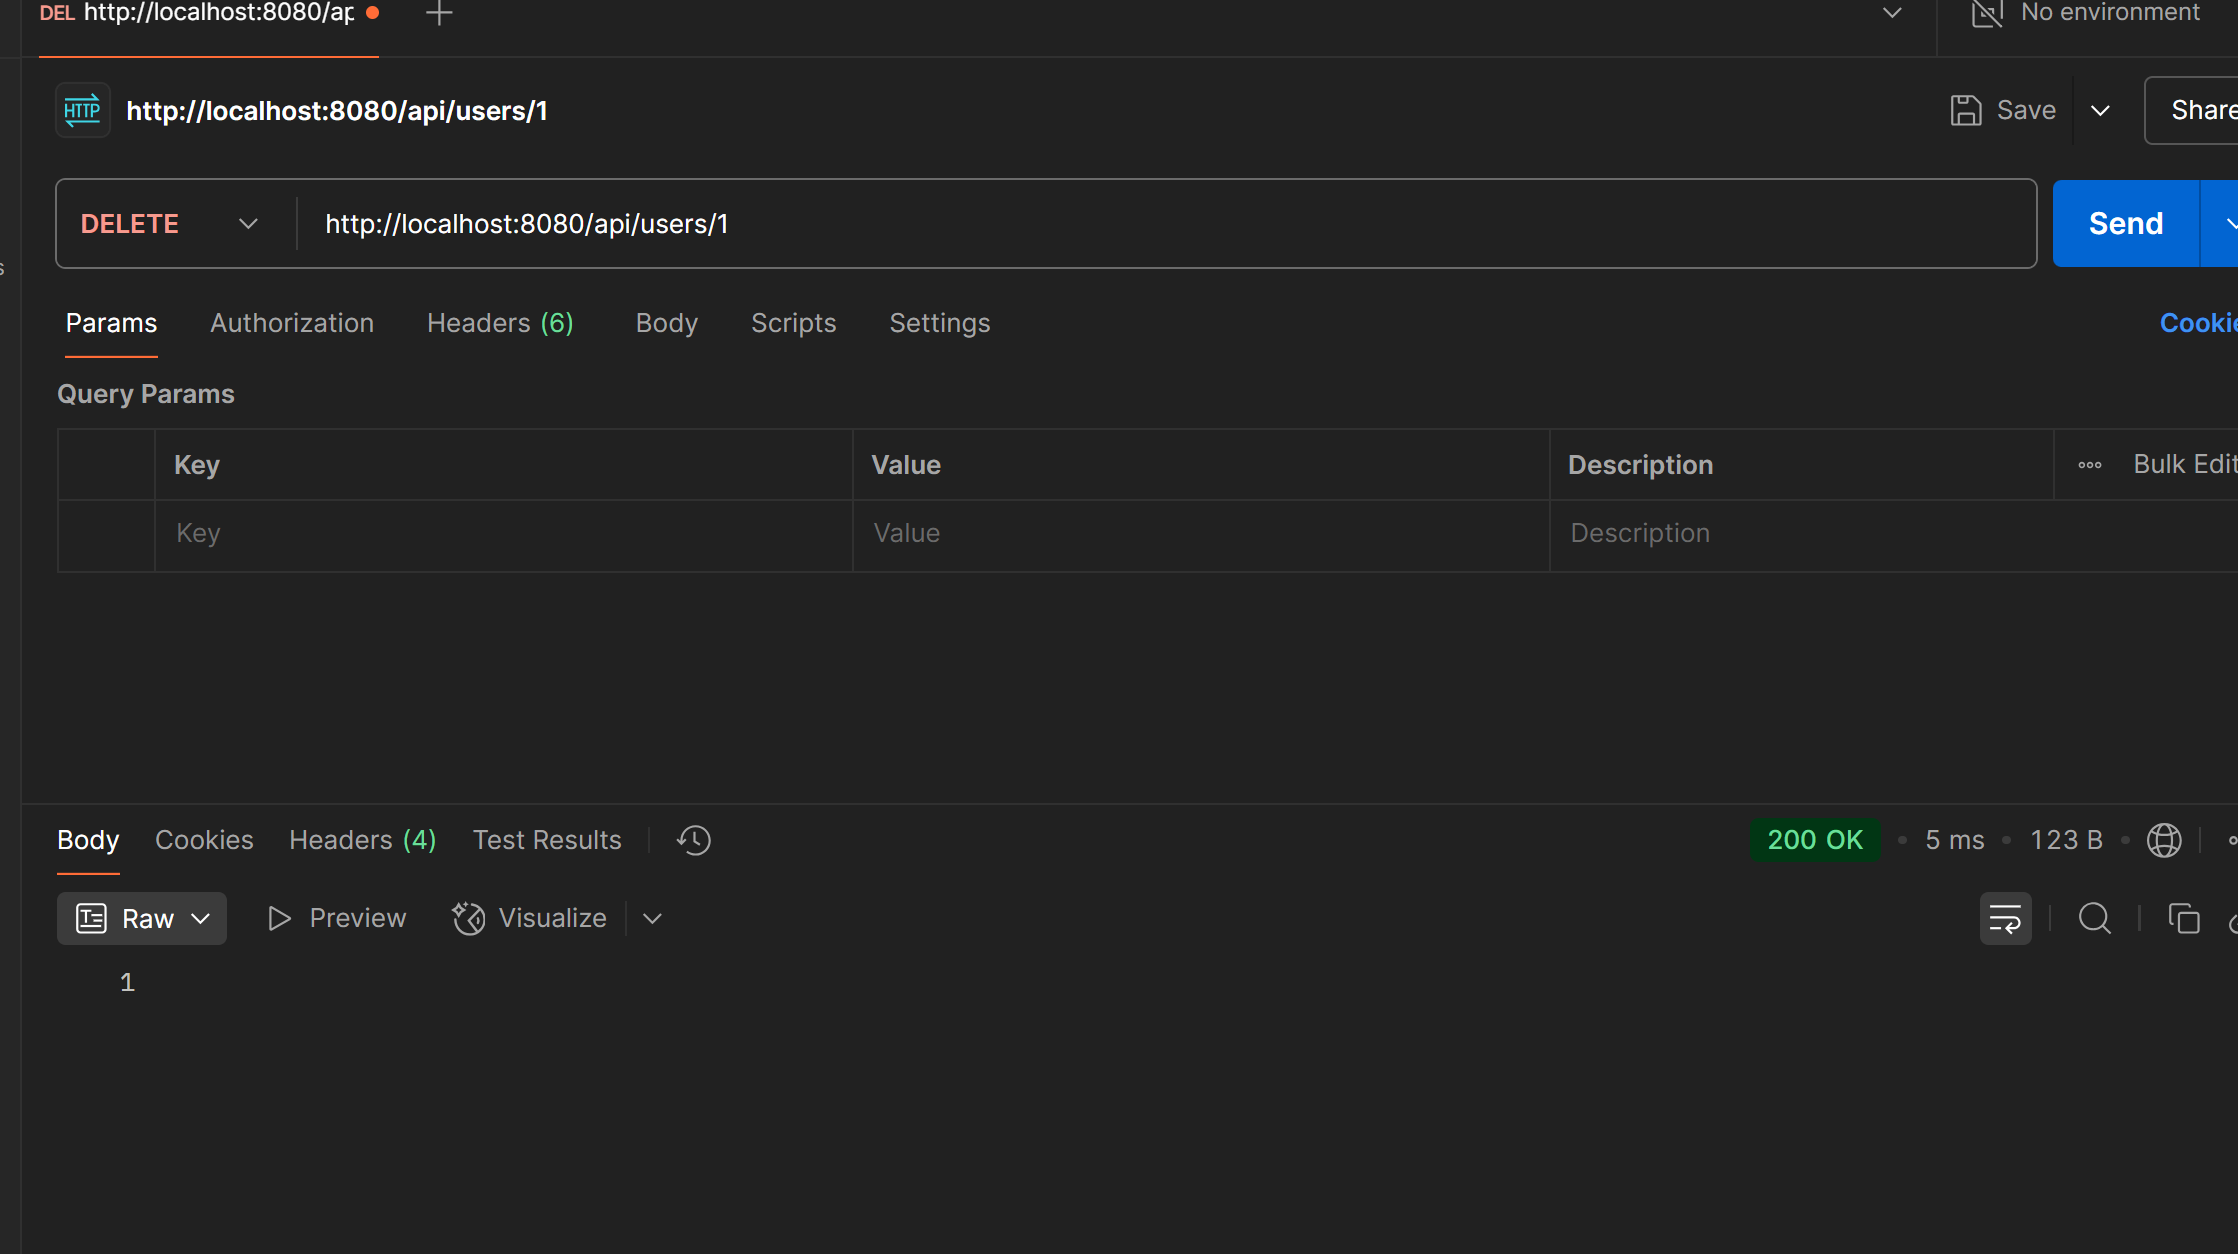 DEL http://localhost:8080/ap
No environment
HTTP http://localhost:8080/api/users/1
Save
Share
DELETE http://localhost:8080/api/users/1
Send
Params Authorization Headers (6) Body Scripts Settings
Cookie
Query Params
Key Value Description Bulk Edit
Key Value Description
Body Cookies Headers (4) Test Results
200 OK • 5 ms • 123 B
Raw Preview Visualize
1